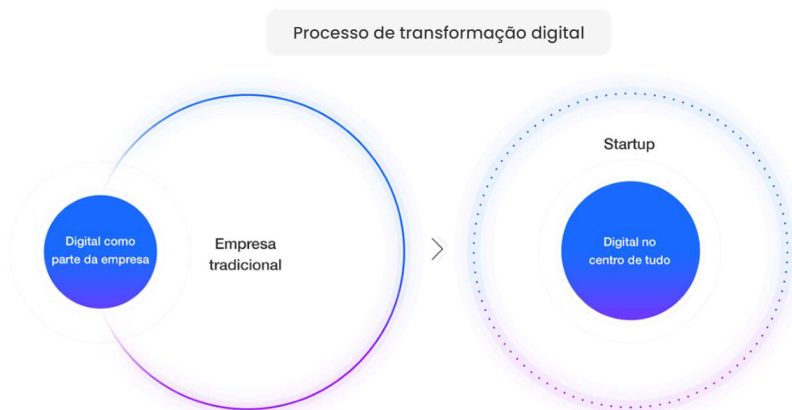 Processo de transformação digital
Digital como
parte da empresa
Empresa
tradicional
Startup
Digital no
centro de tudo